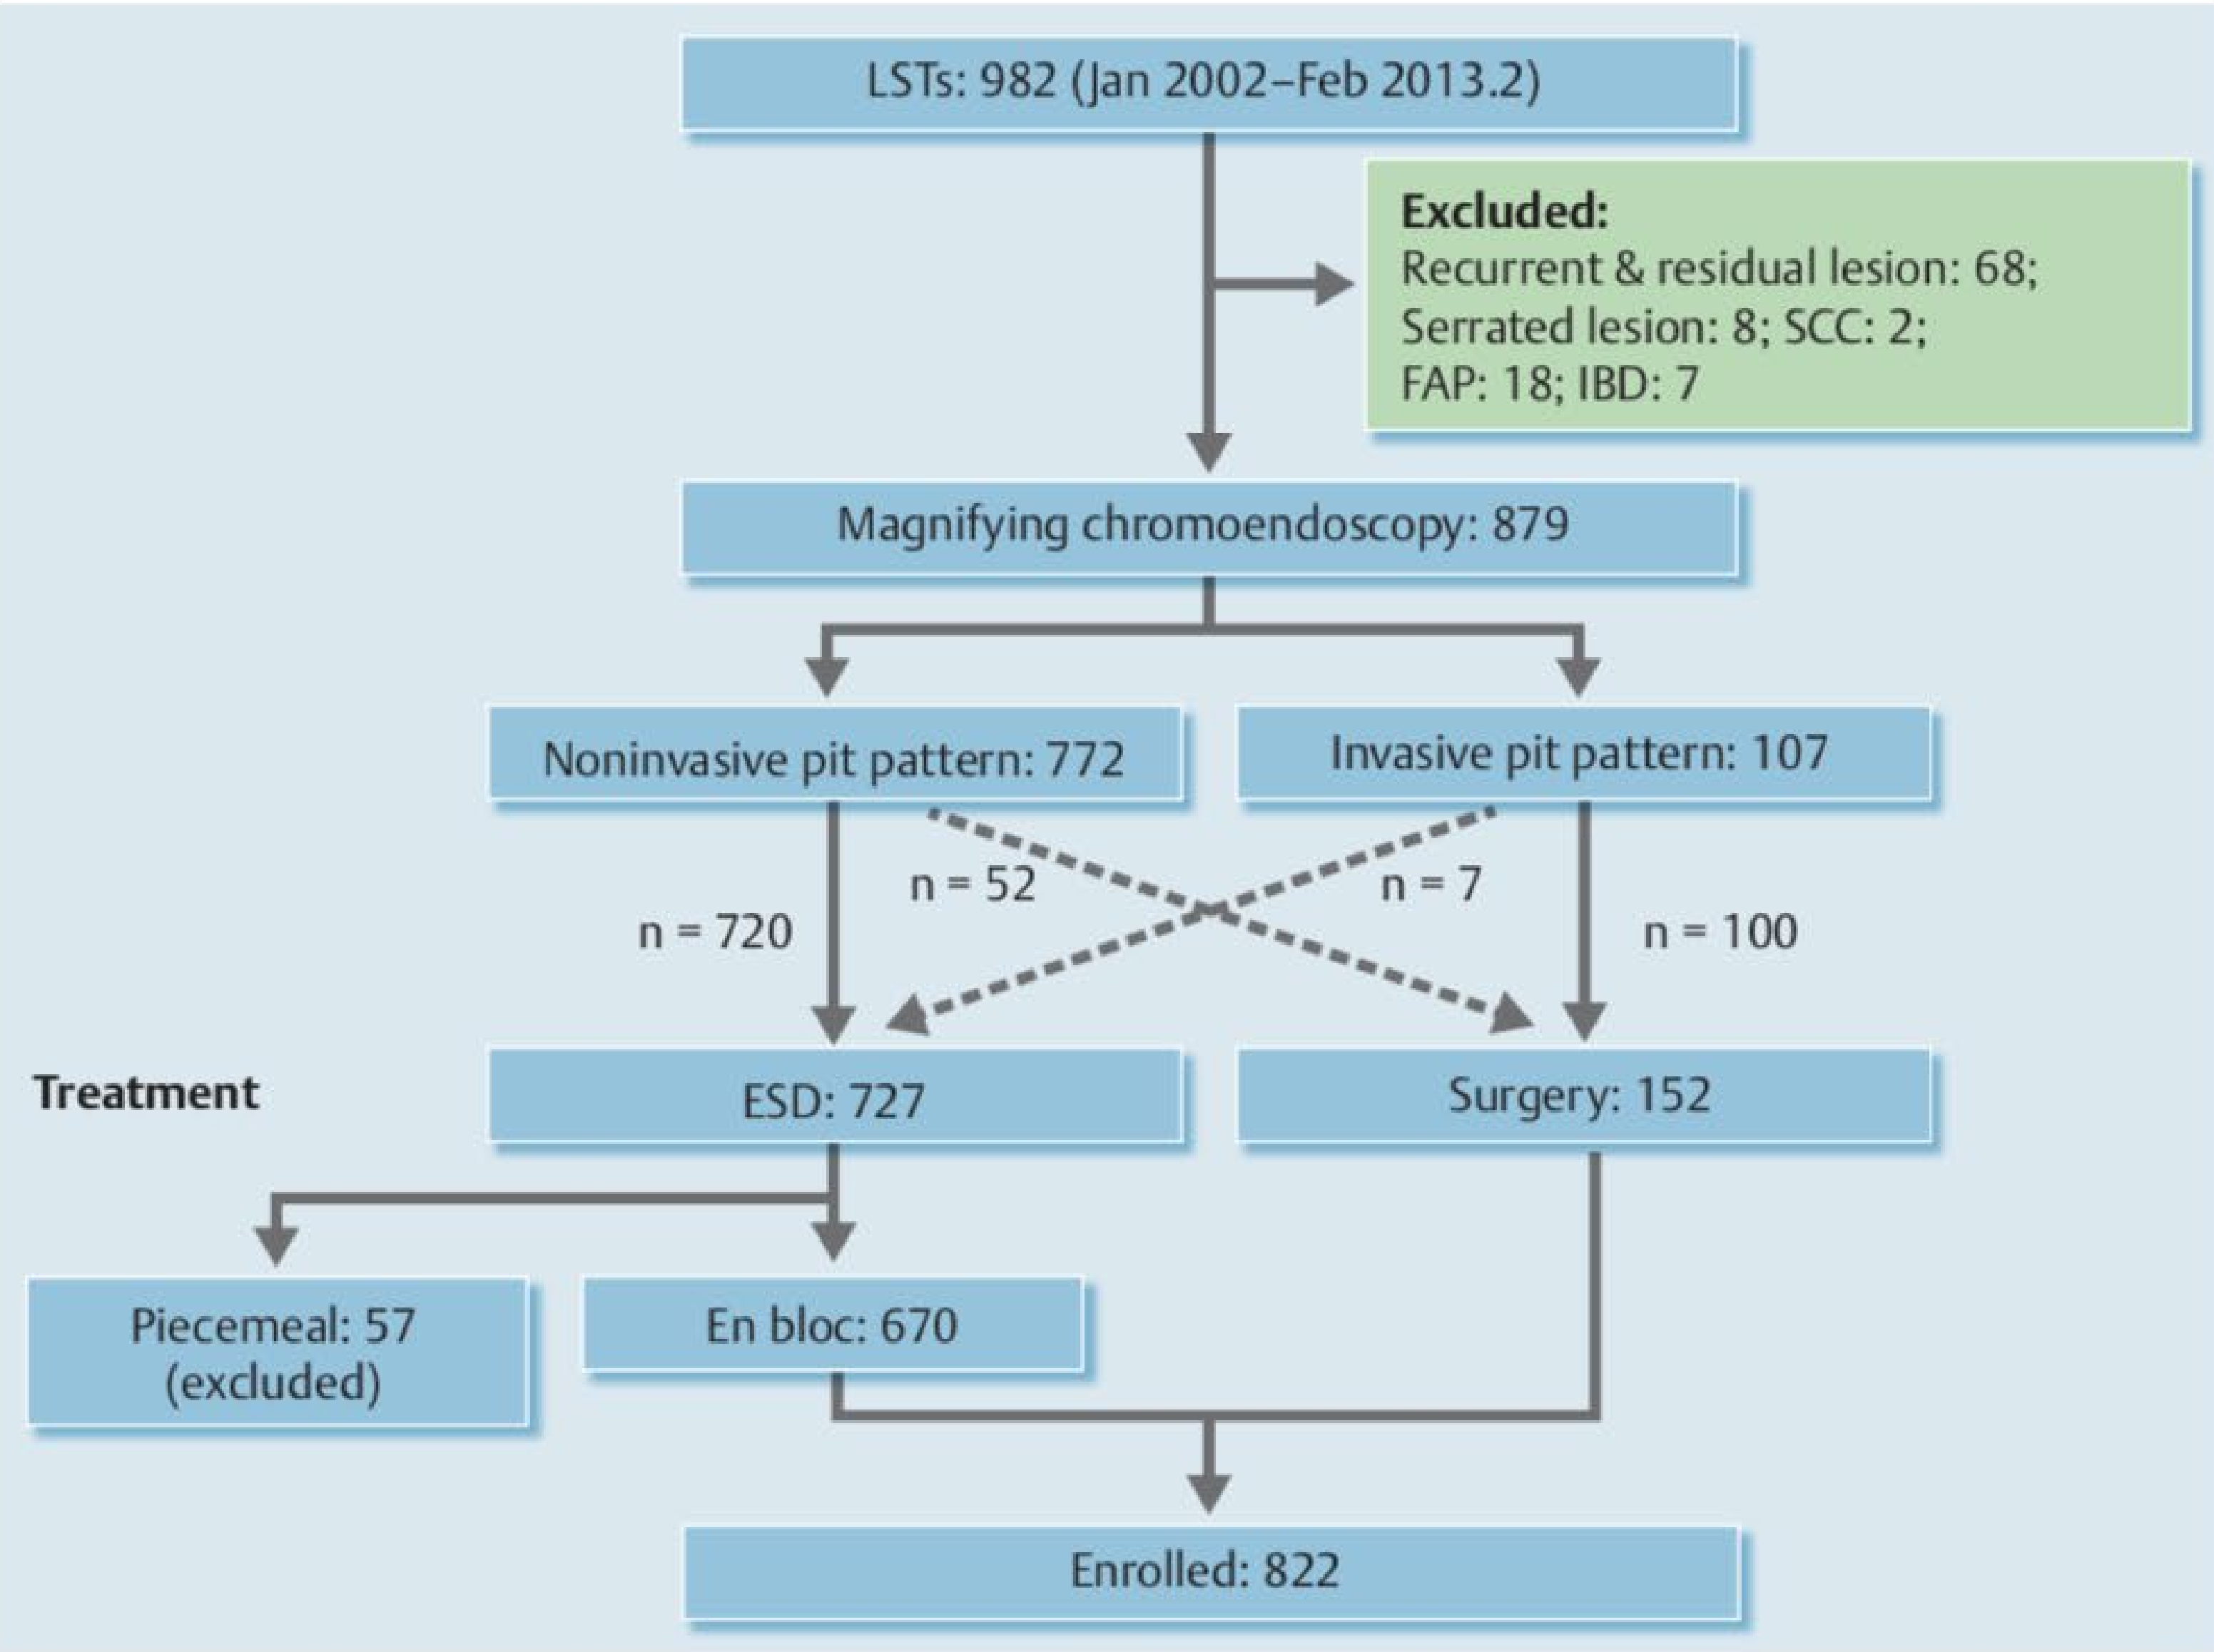 LSTs: 982 (Jan 2002–Feb 2013.2)
Excluded:
Recurrent & residual lesion: 68;
Serrated lesion: 8; SCC: 2;
FAP: 18; IBD: 7
Magnifying chromoendoscopy: 879
Noninvasive pit pattern: 772
Invasive pit pattern: 107
n = 52
n = 7
n = 720
n = 100
Treatment
ESD: 727
Surgery: 152
Piecemeal: 57
(excluded)
En bloc: 670
Enrolled: 822